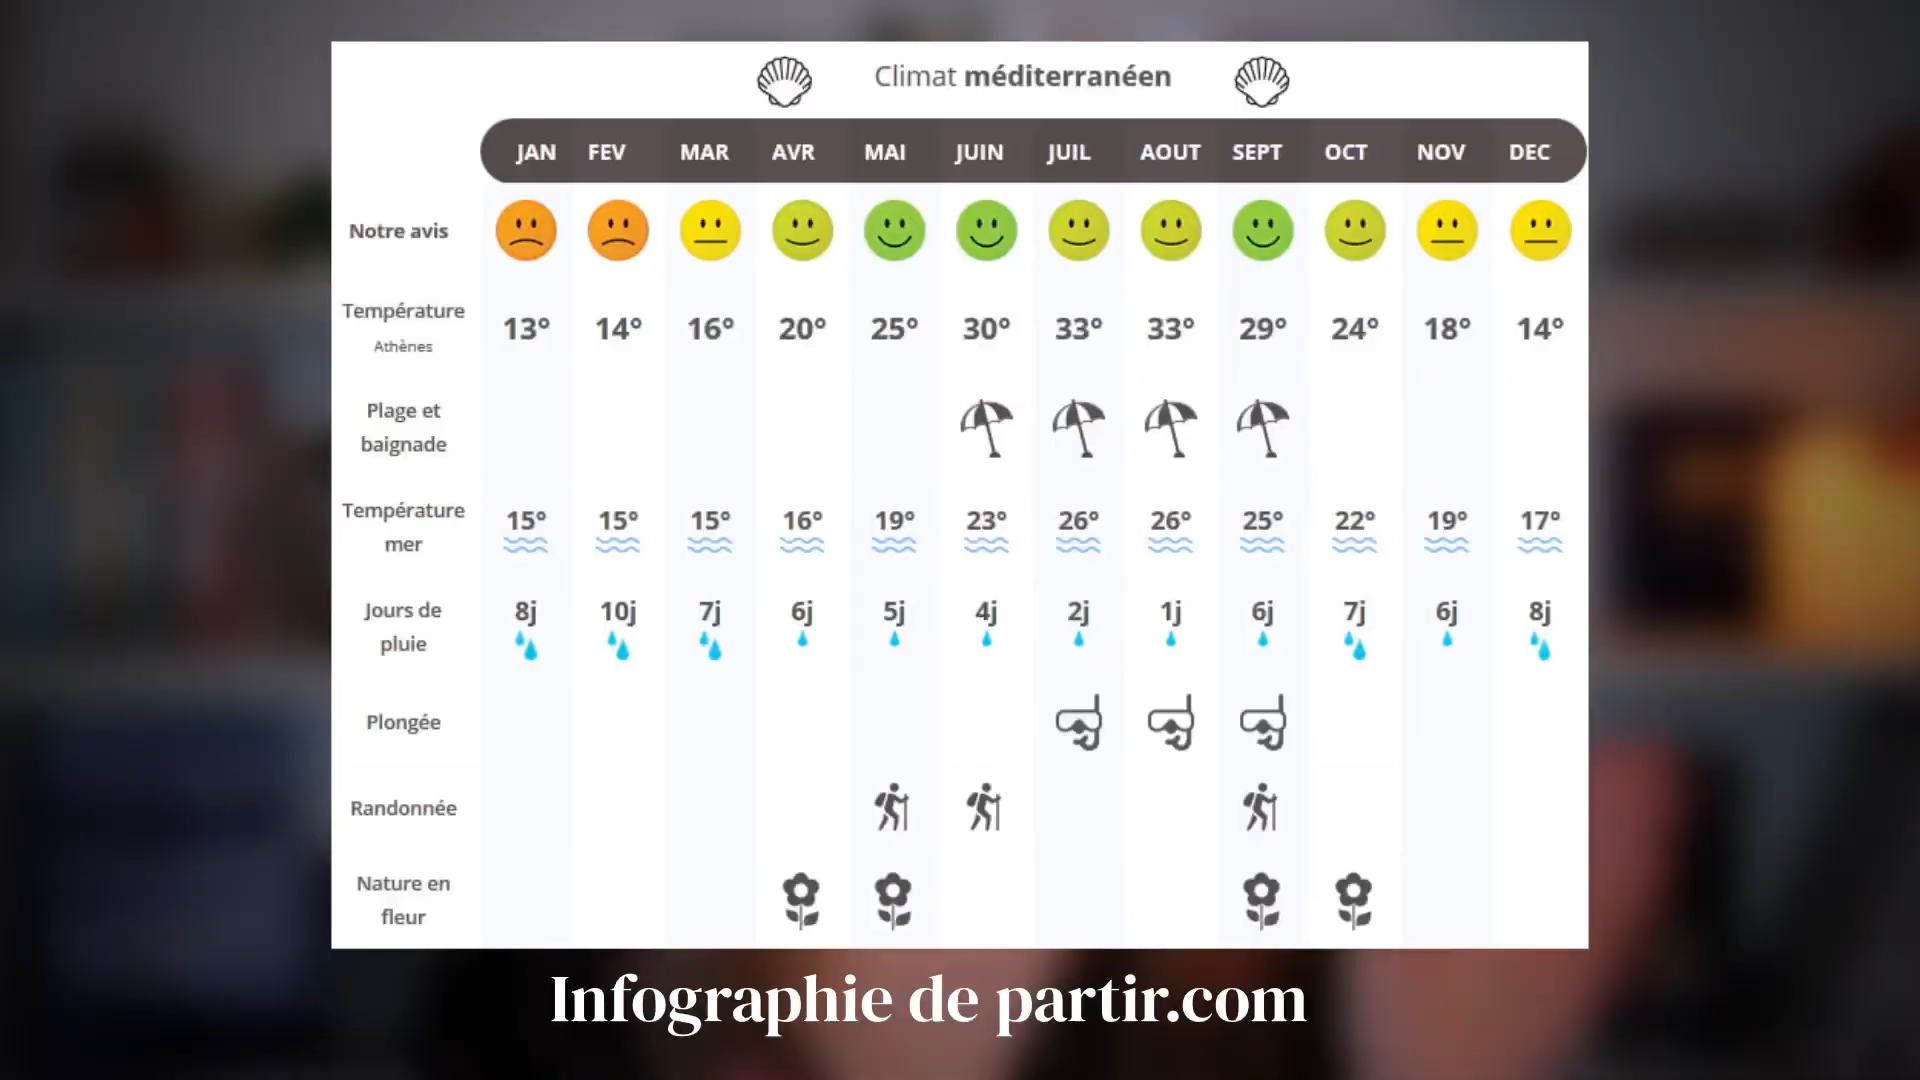 Climat méditerranéen
JAN FEV MAR AVR MAI JUIN JUIL AOUT SEPT OCT NOV DEC
Notre avis
Température
Athènes
13° 14° 16° 20° 25° 30° 33° 33° 29° 24° 18° 14°
Plage et
baignade
Température
mer
15° 15° 15° 16° 19° 23° 26° 26° 25° 22° 19° 17°
Jours de
pluie
8j 10j 7j 6j 5j 4j 2j 1j 6j 7j 6j 8j
Plongée
Randonnée
Nature en
fleur
Infographie de partir.com